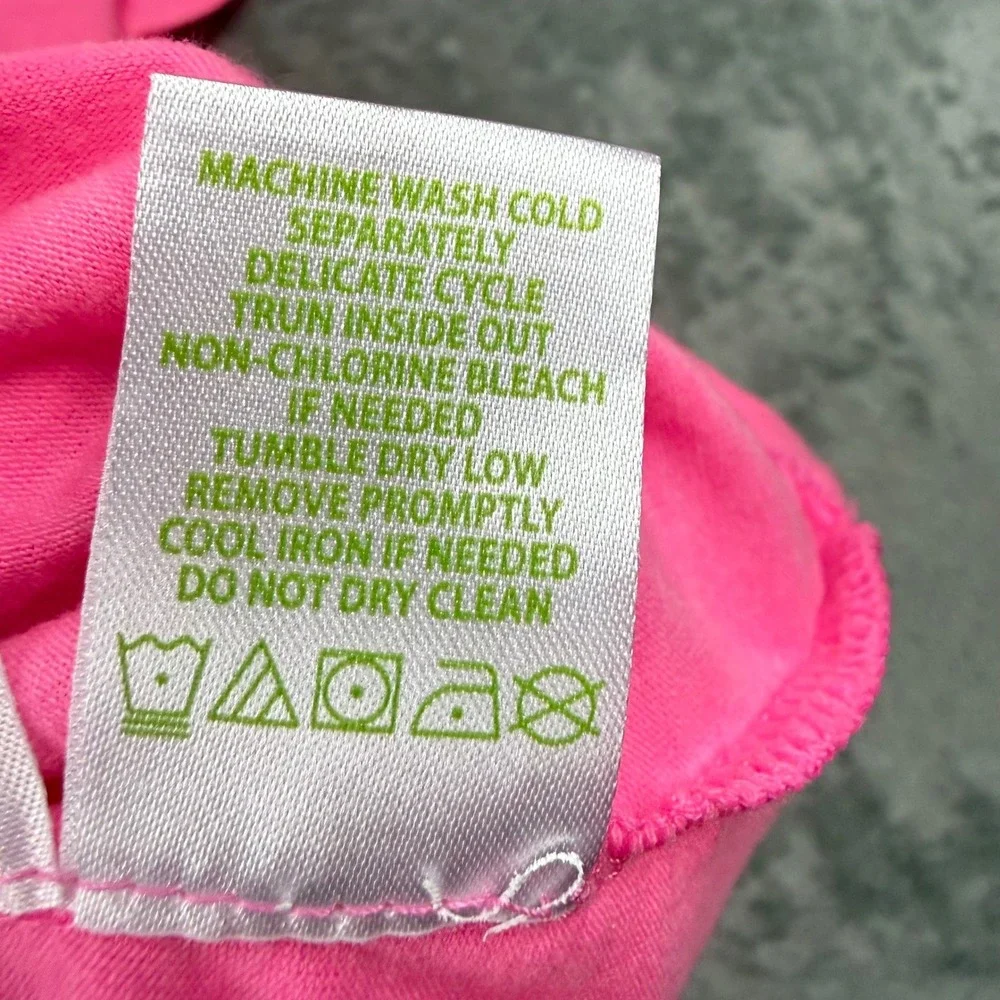 MACHINE WASH COLD
SEPARATELY
DELICATE CYCLE
TRUN INSIDE OUT
NON-CHLORINE BLEACH
IF NEEDED
TUMBLE DRY LOW
REMOVE PROMPTLY
COOL IRON IF NEEDED
DO NOT DRY CLEAN